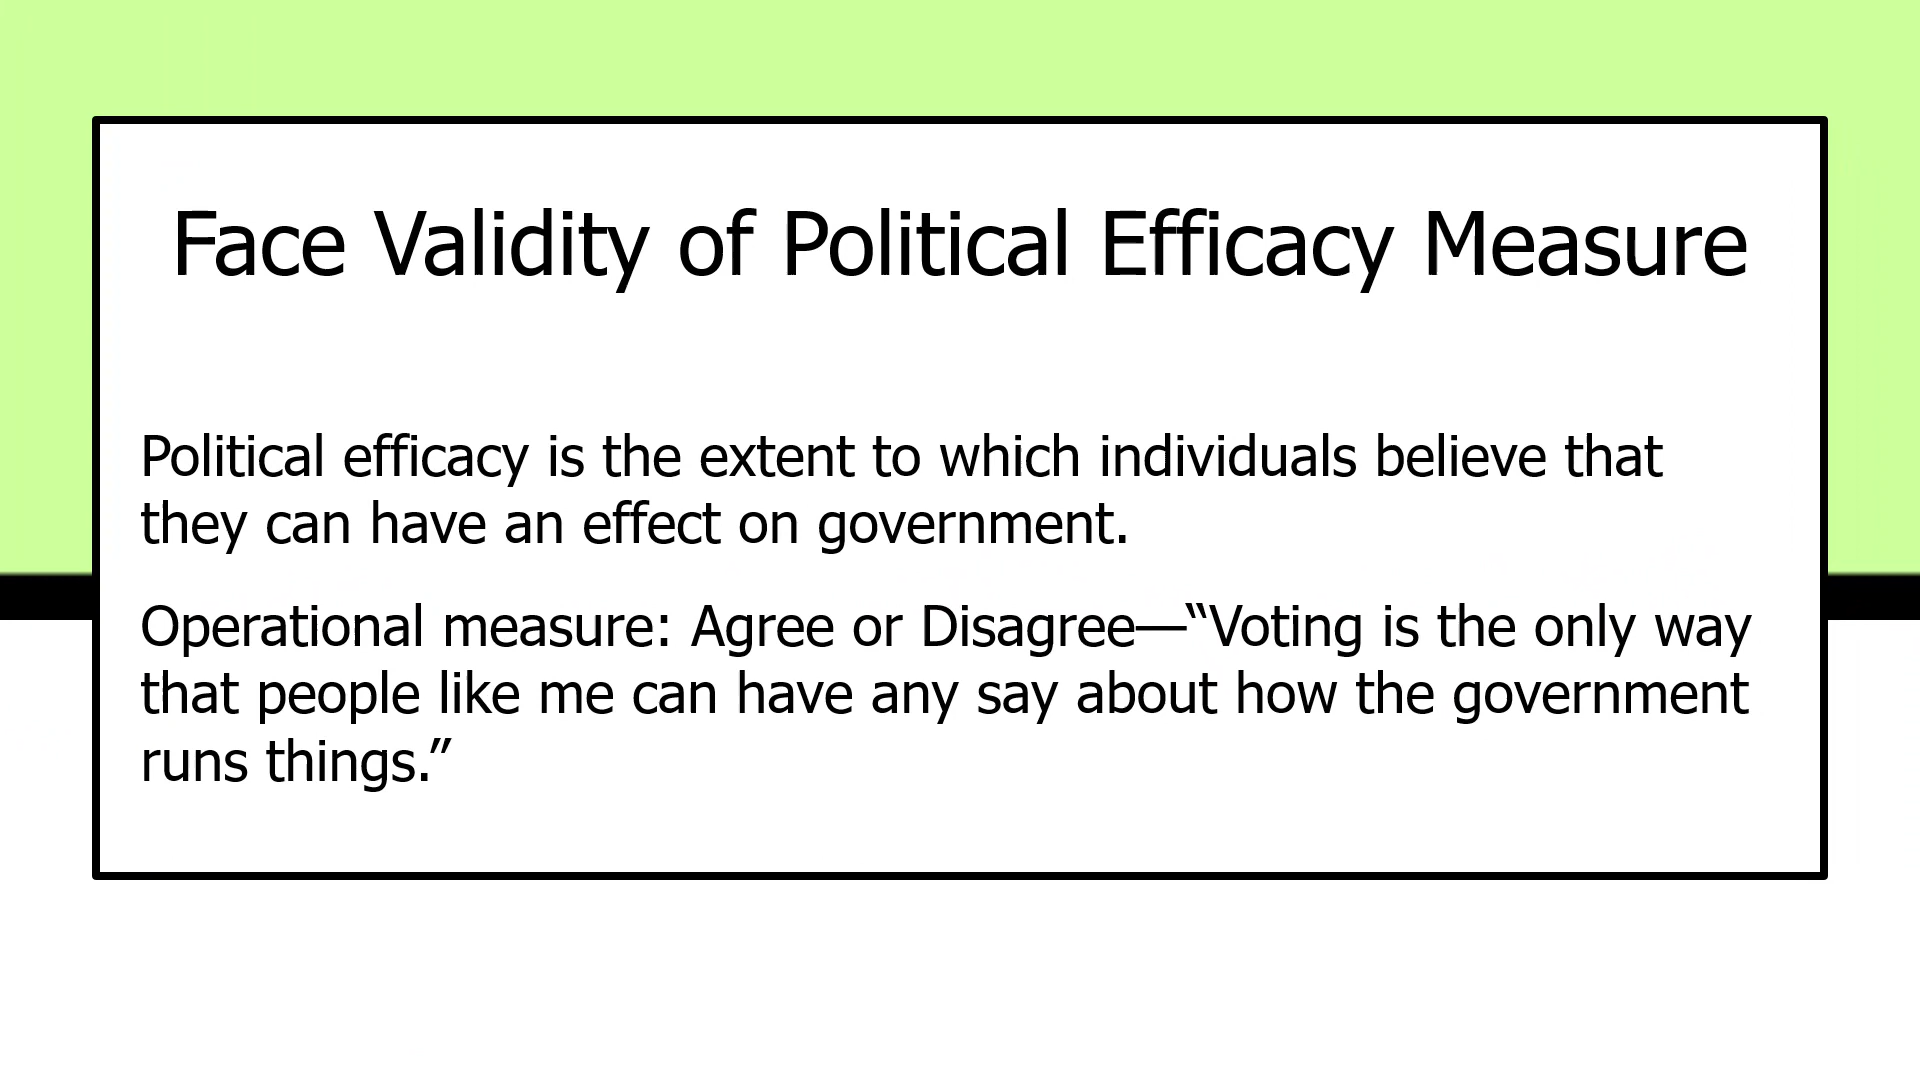 Face Validity of Political Efficacy Measure
Political efficacy is the extent to which individuals believe that
they can have an effect on government.
Operational measure: Agree or Disagree—“Voting is the only way
that people like me can have any say about how the government
runs things.”